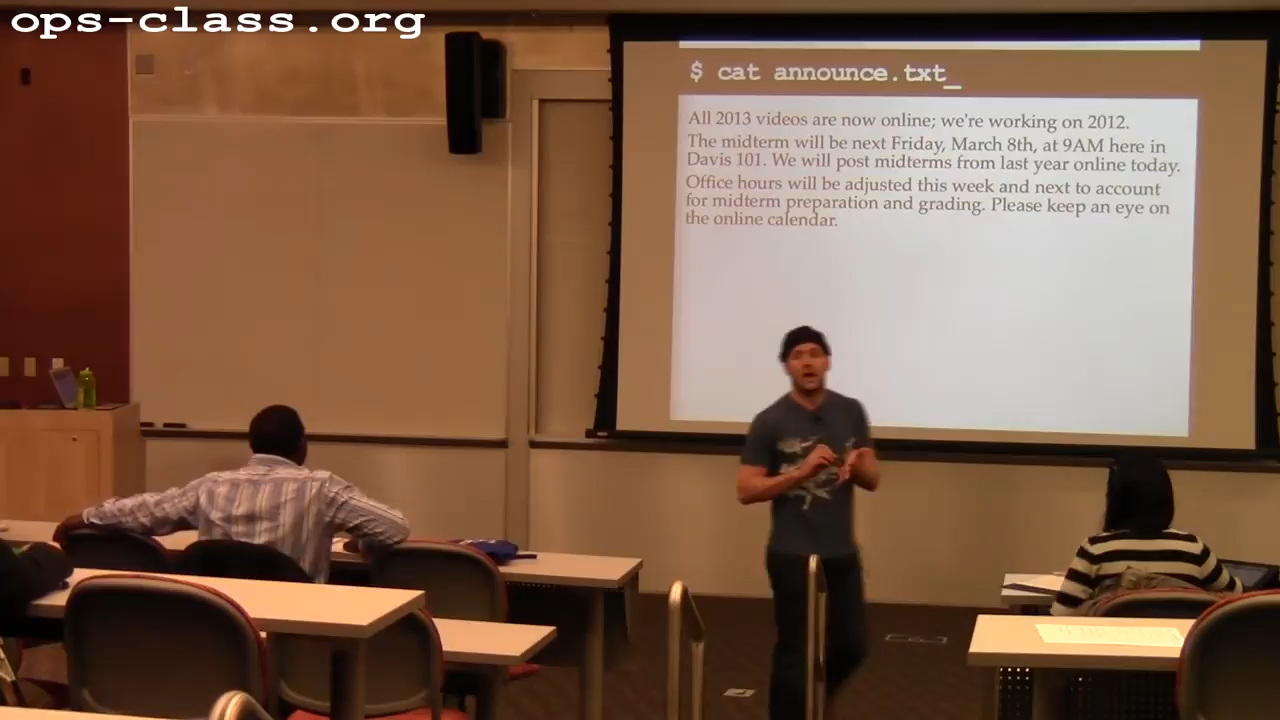 ops-class.org
$ cat announce.txt_
All 2013 videos are now online; we're working on 2012.
The midterm will be next Friday, March 8th, at 9AM here in
Davis 101. We will post midterms from last year online today.
Office hours will be adjusted this week and next to account
for midterm preparation and grading. Please keep an eye on
the online calendar.